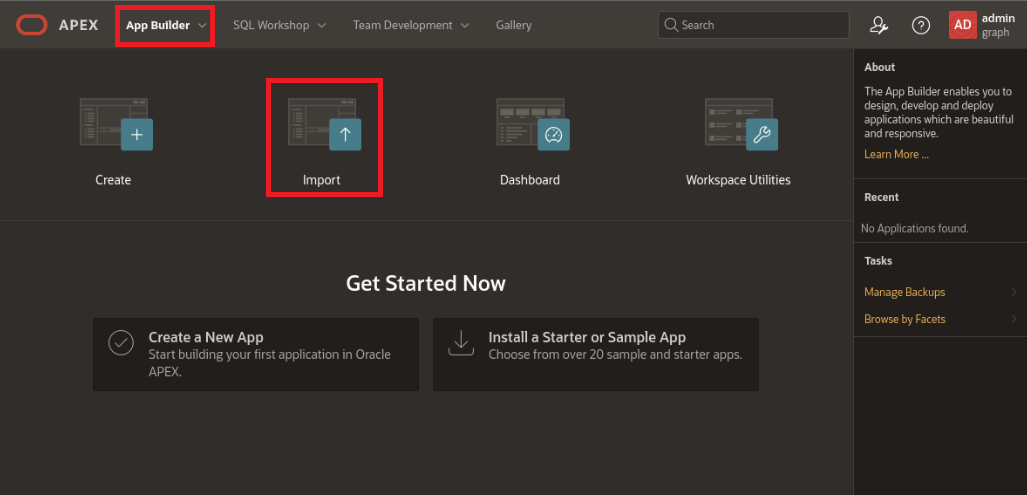 APEX
App Builder
SQL Workshop
Team Development
Gallery
Search
AD
admin
graph
Create
Import
Dashboard
Workspace Utilities
Get Started Now
Create a New App
Start building your first application in Oracle
APEX.
Install a Starter or Sample App
Choose from over 20 sample and starter apps.
About
The App Builder enables you to
design, develop and deploy
applications which are beautiful
and responsive.
Learn More ...
Recent
No Applications found.
Tasks
Manage Backups
Browse by Facets